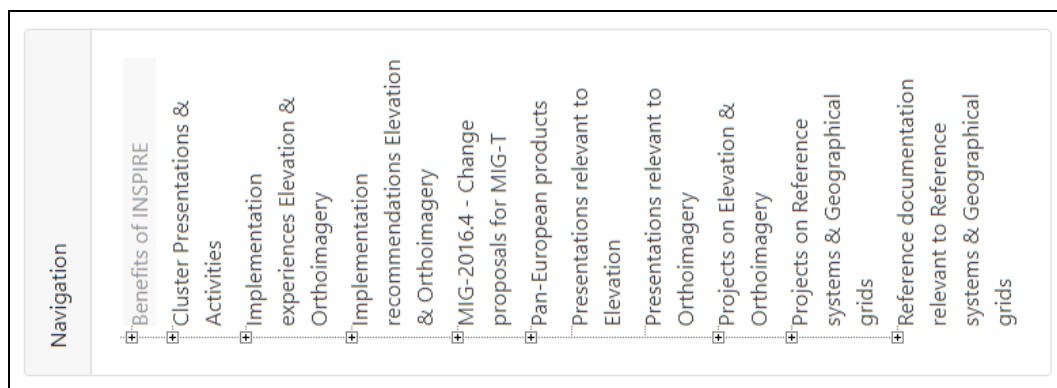 Navigation
Benefits of INSPIRE
Cluster Presentations &
Activities
Implementation
experiences Elevation &
Orthoimagery
Implementation
recommendations Elevation
& Orthoimagery
MIG-2016.4 - Change
proposals for MIG-T
Pan-European products
Presentations relevant to
Elevation
Presentations relevant to
Orthoimagery
Projects on Elevation &
Orthoimagery
Projects on Reference
systems & Geographical
grids
Reference documentation
relevant to Reference
systems & Geographical
grids